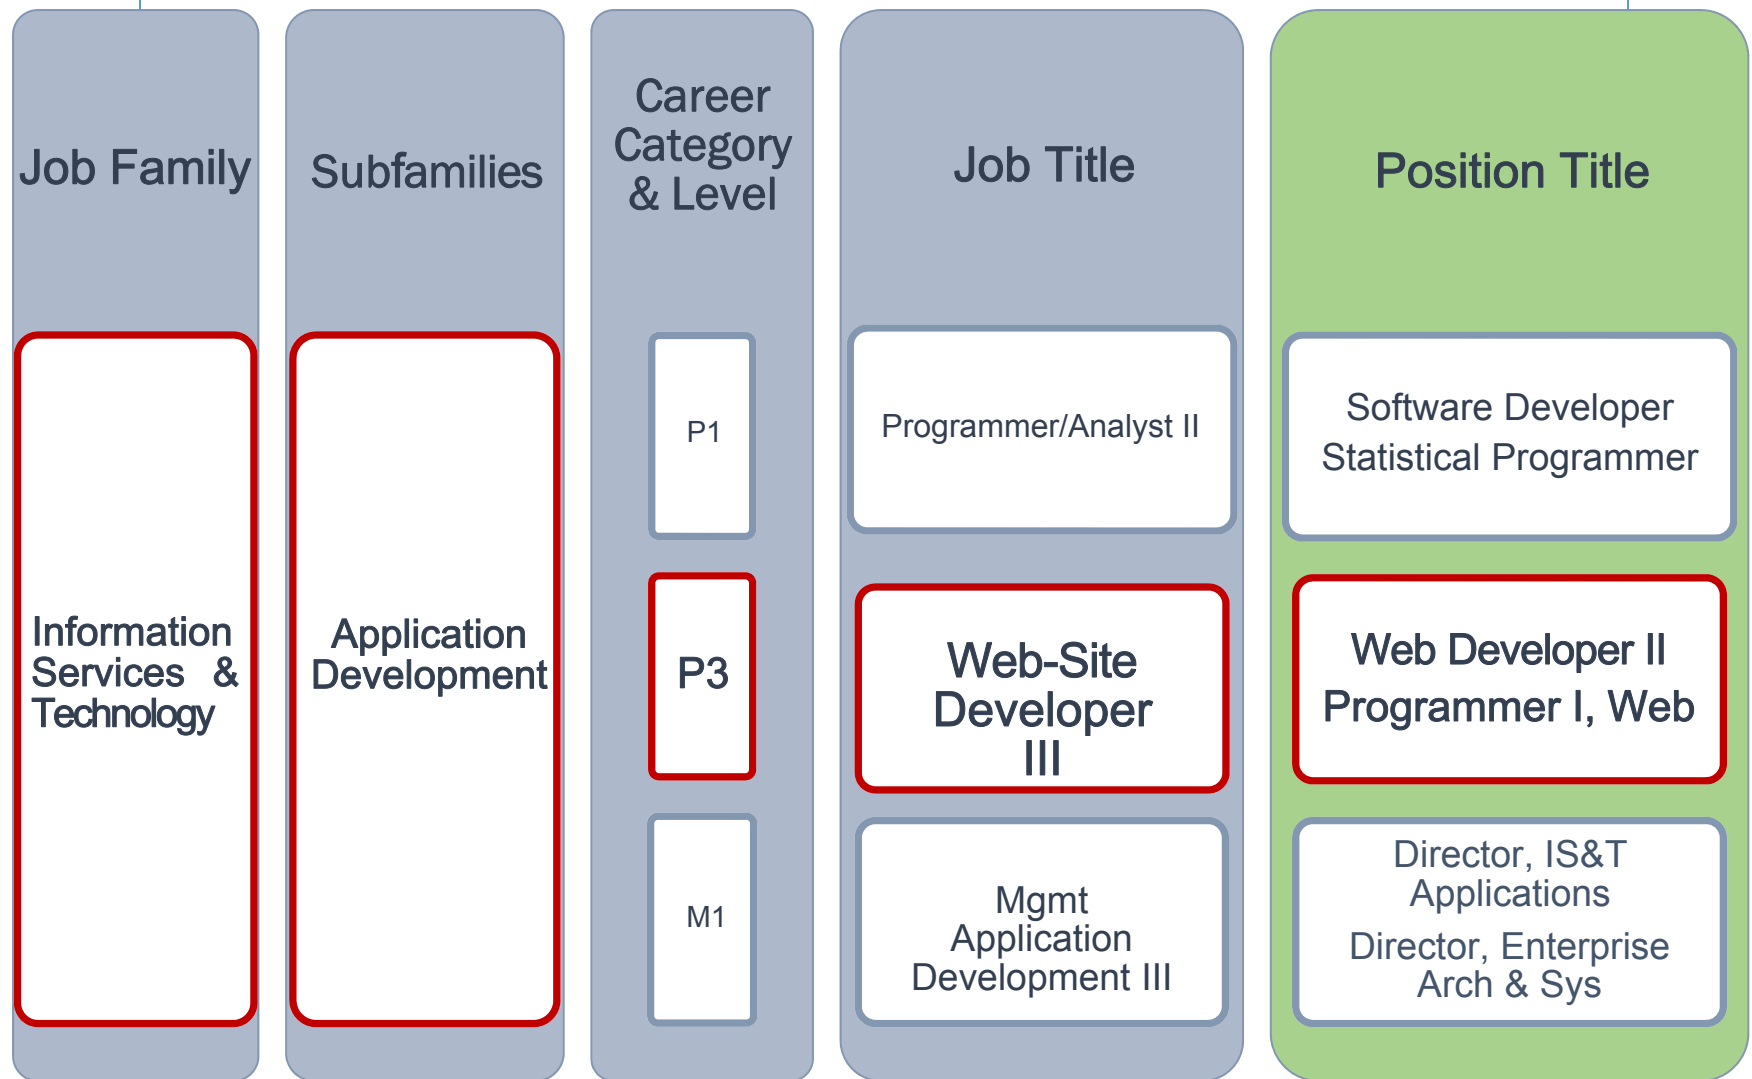 Job Family
Subfamilies
Career
Category
& Level
Job Title
Position Title
Information
Services &
Technology
Application
Development
P1
Programmer/Analyst II
Software Developer
Statistical Programmer
P3
Web-Site
Developer
III
Web Developer II
Programmer I, Web
M1
Mgmt
Application
Development III
Director, IS&T
Applications
Director, Enterprise
Arch & Sys